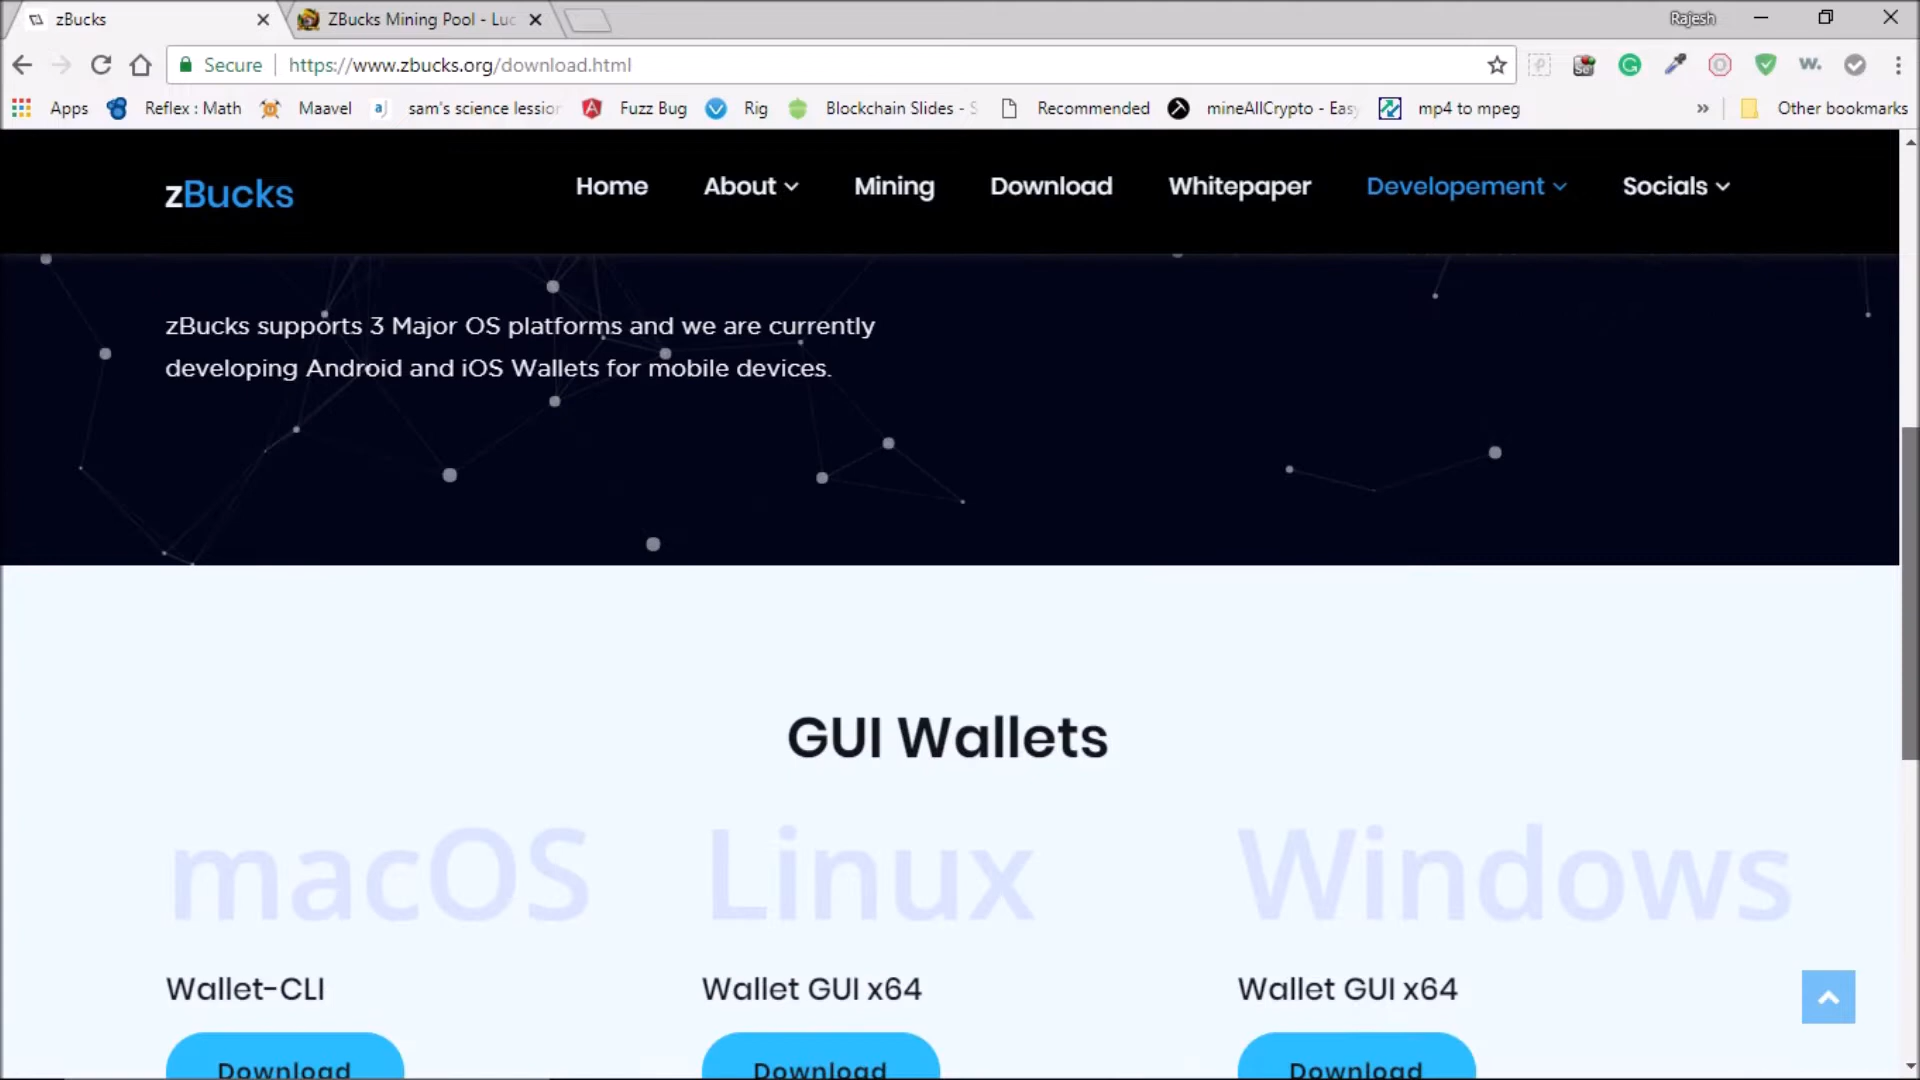 zBucks
ZBucks Mining Pool - Luc
Rajesh
Secure
https://www.zbucks.org/download.html
Apps
Reflex : Math
Maavel
sam's science lession
Fuzz Bug
Rig
Blockchain Slides - S
Recommended
mineAllCrypto - Easy
mp4 to mpeg
»
Other bookmarks
zBucks
Home
About
Mining
Download
Whitepaper
Developement
Socials
zBucks supports 3 Major OS platforms and we are currently
developing Android and iOS Wallets for mobile devices.
GUI Wallets
macOS
Linux
Windows
Wallet-CLI
Wallet GUI x64
Wallet GUI x64
Download
Download
Download